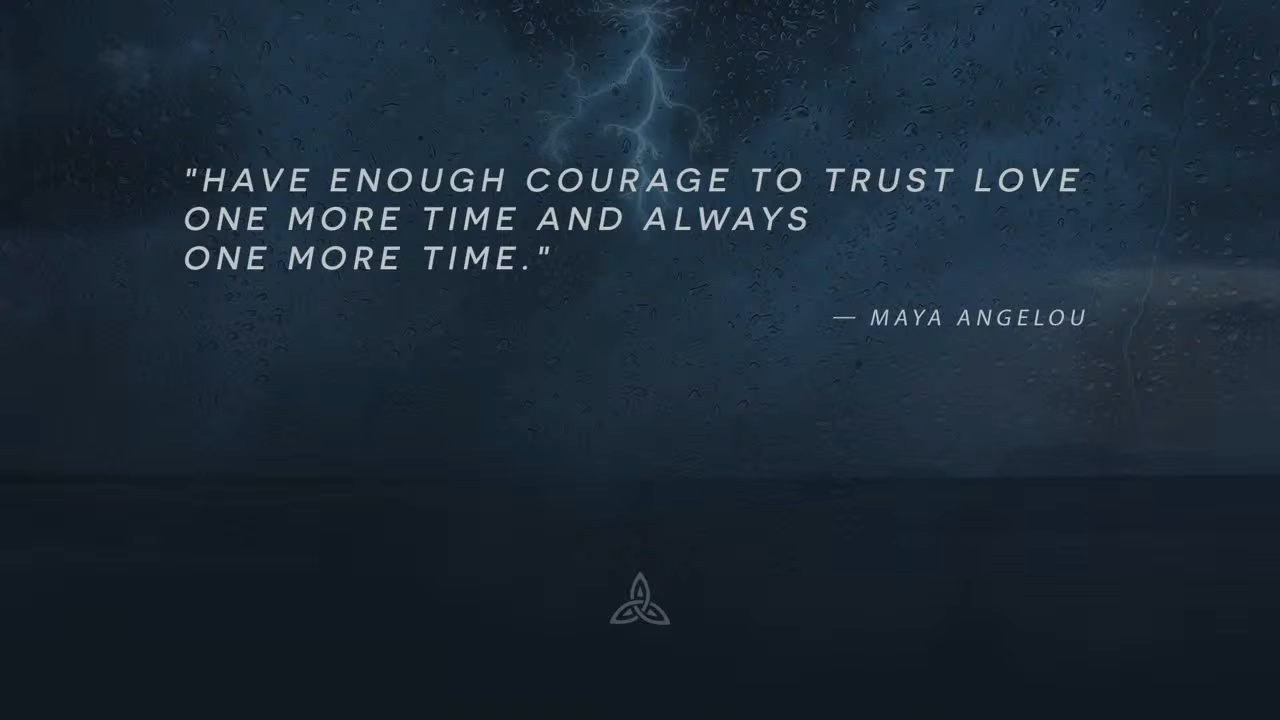 "HAVE ENOUGH COURAGE TO TRUST LOVE
ONE MORE TIME AND ALWAYS
ONE MORE TIME."
— MAYA ANGELOU